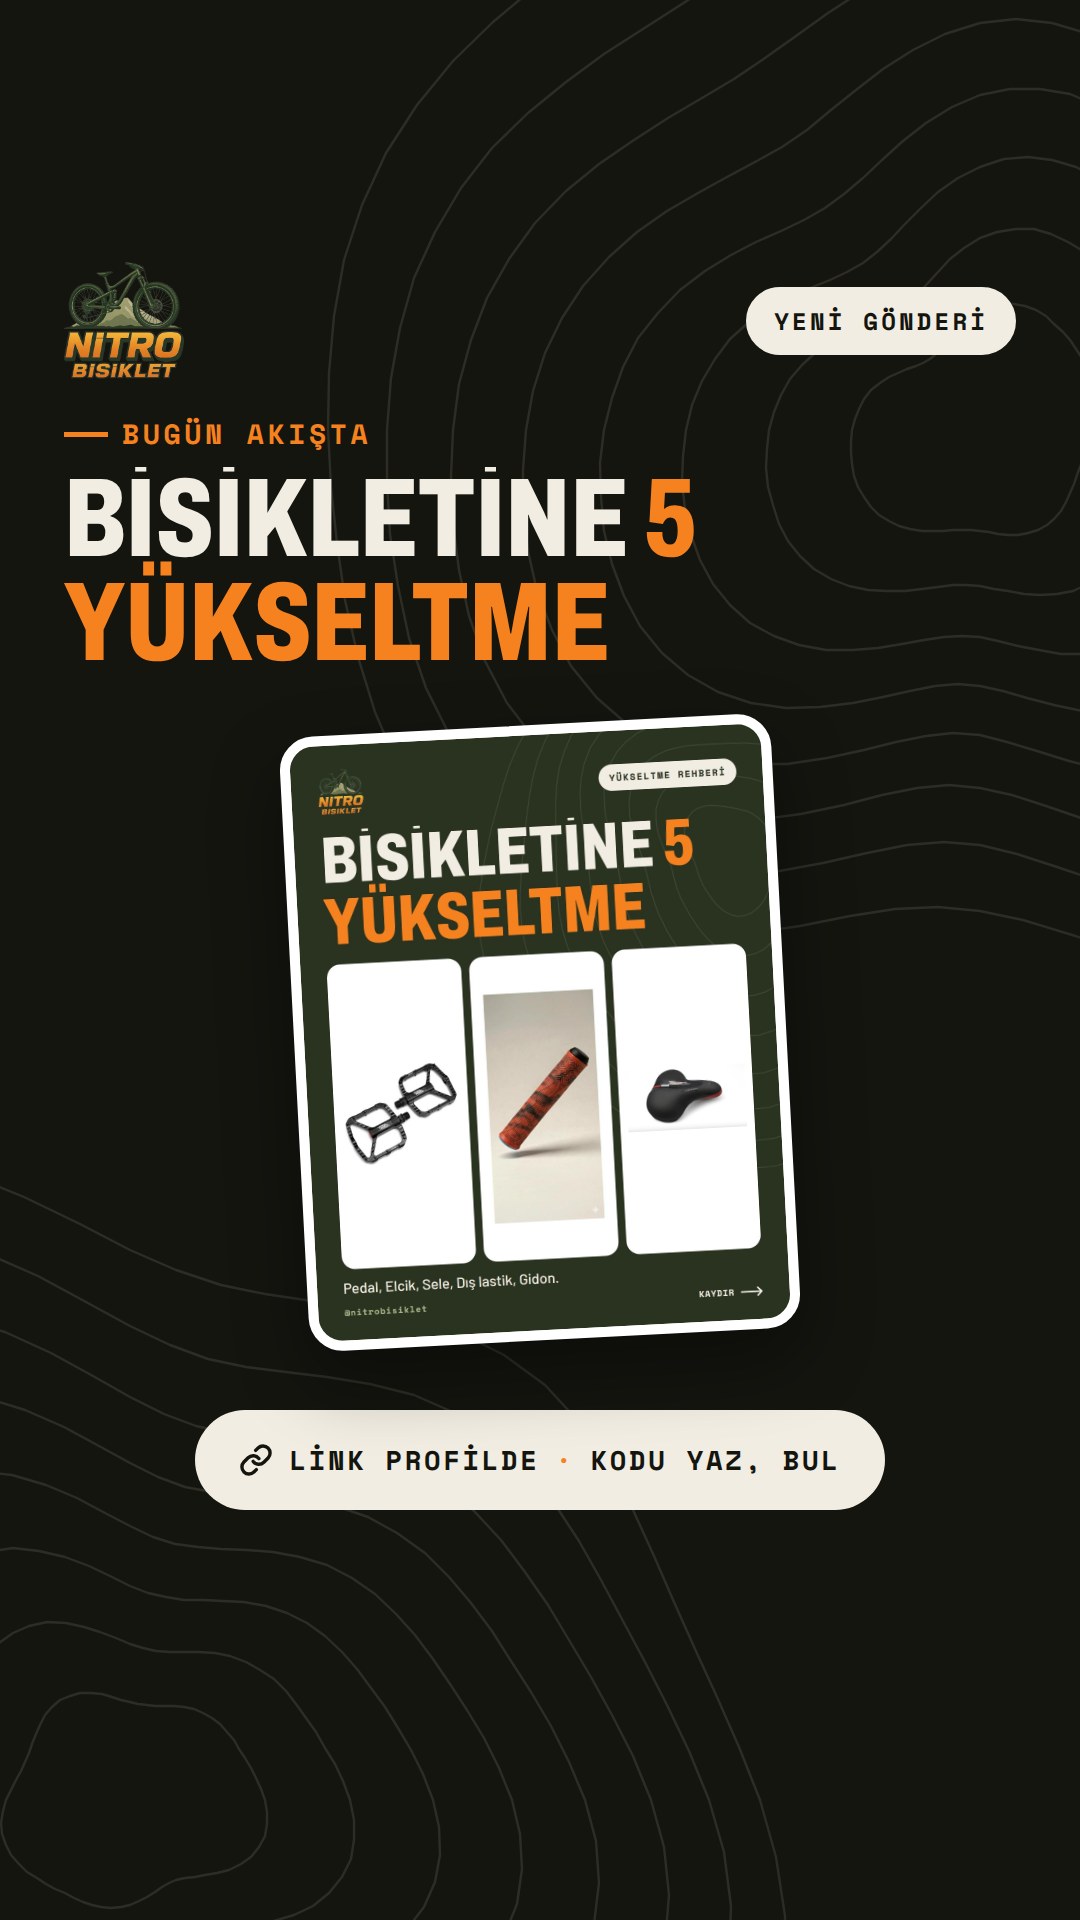 NiTRO
BiSiKLET
YENİ GÖNDERİ
BUGÜN AKIŞTA
BİSİKLETİNE 5
YÜKSELTME
NiTRO
BiSiKLET
YÜKSELTME REHBERİ
BİSİKLETİNE 5
YÜKSELTME
Pedal, Elcik, Sele, Dış lastik, Gidon.
@nitrobisiklet
KAYDIR
LİNK PROFİLDE · KODU YAZ, BUL